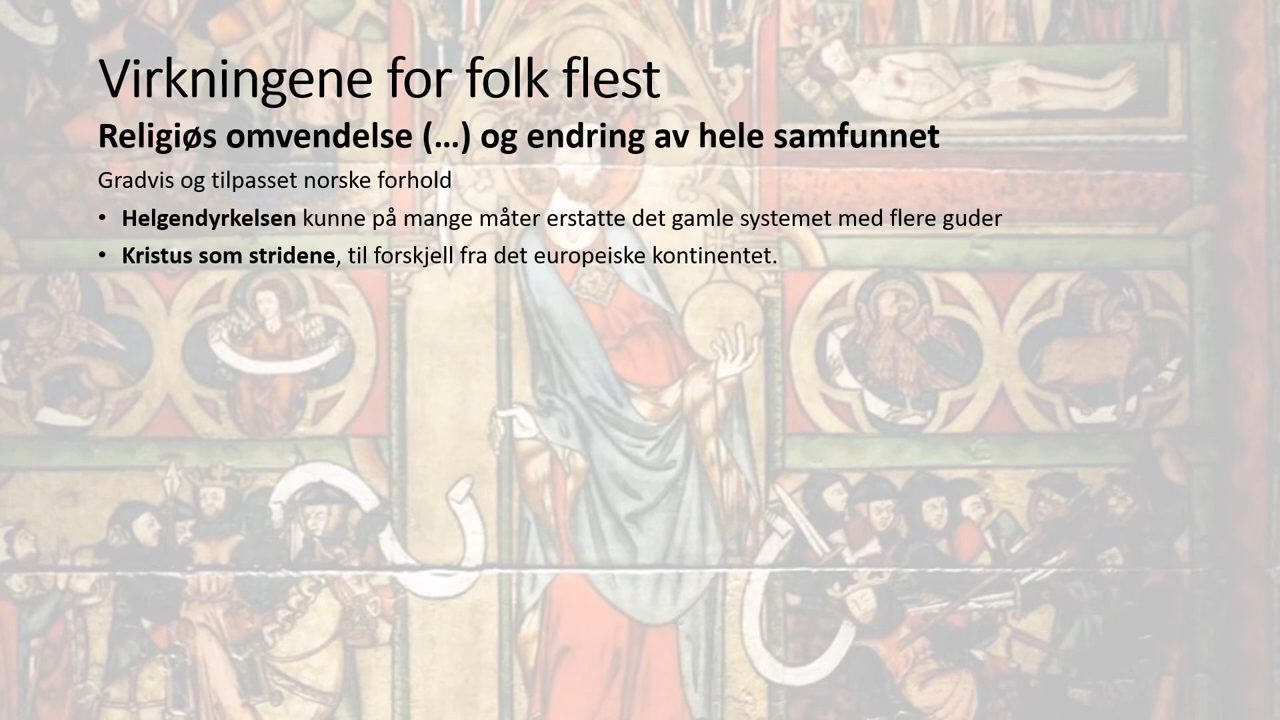 Virkningene for folk flest
Religiøs omvendelse (…) og endring av hele samfunnet
Gradvis og tilpasset norske forhold
• Helgendyrkelsen kunne på mange måter erstatte det gamle systemet med flere guder
• Kristus som stridene, til forskjell fra det europeiske kontinentet.